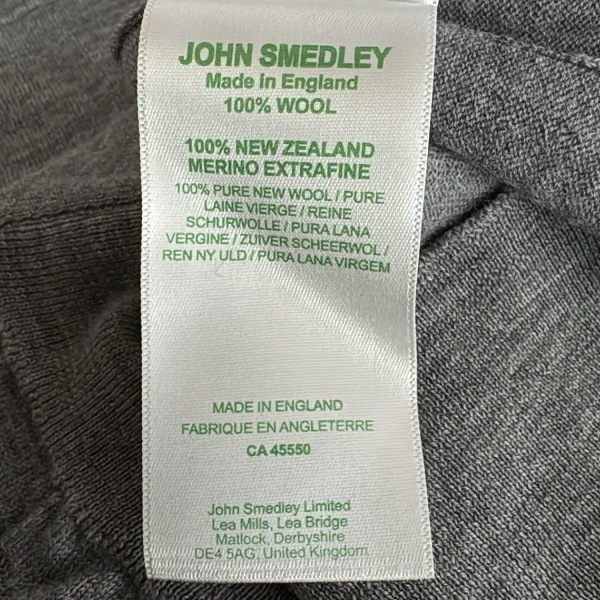 JOHN SMEDLEY
Made in England
100% WOOL
100% NEW ZEALAND
MERINO EXTRAFINE
100% PURE NEW WOOL / PURE
LAINE VIERGE / REINE
SCHURWOLLE / PURA LANA
VERGINE / ZUIVER SCHEERWOL /
REN NY ULD / PURA LANA VIRGEM
MADE IN ENGLAND
FABRIQUE EN ANGLETERRE
CA 45550
John Smedley Limited
Lea Mills, Lea Bridge
Matlock, Derbyshire
DE4 5AG, United Kingdom